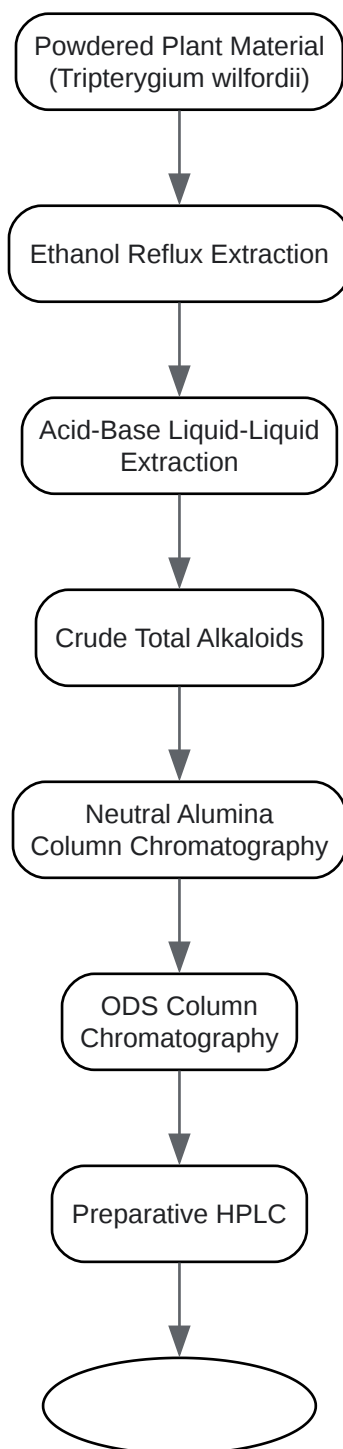 Powdered Plant Material
(Tripterygium wilfordii)
Ethanol Reflux Extraction
Acid-Base Liquid-Liquid
Extraction
Crude Total Alkaloids
Neutral Alumina
Column Chromatography
ODS Column
Chromatography
Preparative HPLC